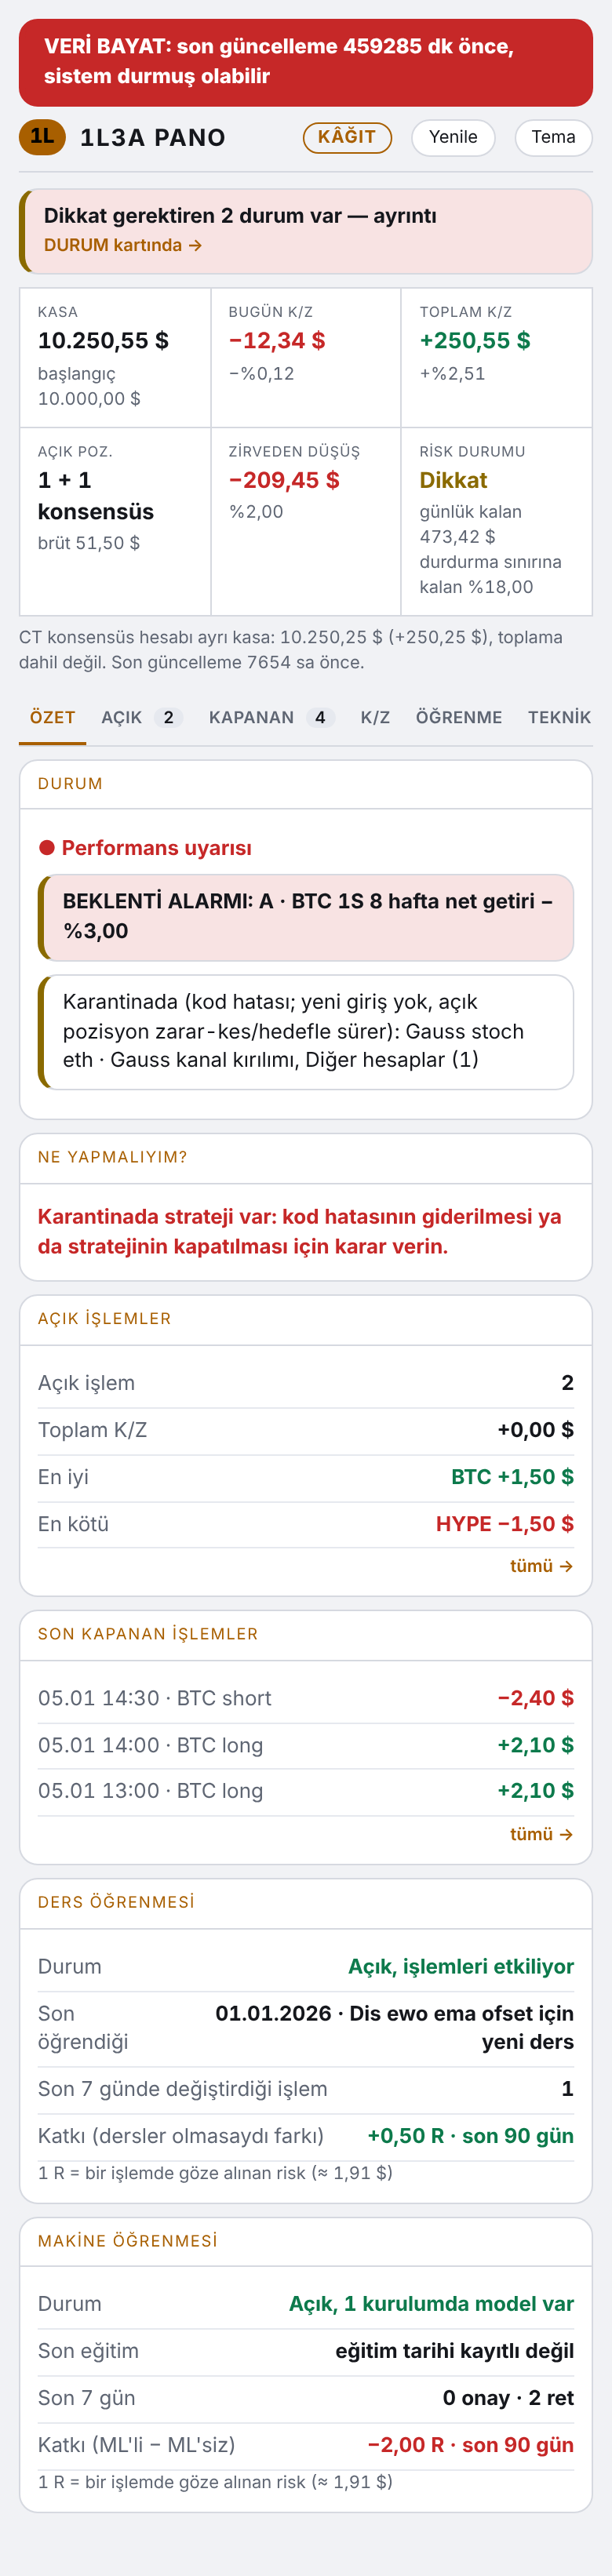 VERİ BAYAT: son güncelleme 459285 dk önce,
sistem durmuş olabilir
1L 1L3A PANO KÂĞIT Yenile Tema
Dikkat gerektiren 2 durum var — ayrıntı
DURUM kartında →
KASA
10.250,55 $
başlangıç
10.000,00 $
BUGÜN K/Z
−12,34 $
−%0,12
TOPLAM K/Z
+250,55 $
+%2,51
AÇIK POZ.
1 + 1
konsensüs
brüt 51,50 $
ZİRVEDEN DÜŞÜŞ
−209,45 $
%2,00
RİSK DURUMU
Dikkat
günlük kalan
473,42 $
durdurma sınırına
kalan %18,00
CT konsensüs hesabı ayrı kasa: 10.250,25 $ (+250,25 $), toplama
dahil değil. Son güncelleme 7654 sa önce.
ÖZET AÇIK 2 KAPANAN 4 K/Z ÖĞRENME TEKNİK
DURUM
Performans uyarısı
BEKLENTİ ALARMI: A · BTC 1S 8 hafta net getiri −
%3,00
Karantinada (kod hatası; yeni giriş yok, açık
pozisyon zarar-kes/hedefle sürer): Gauss stoch
eth · Gauss kanal kırılımı, Diğer hesaplar (1)
NE YAPMALIYIM?
Karantinada strateji var: kod hatasının giderilmesi ya
da stratejinin kapatılması için karar verin.
AÇIK İŞLEMLER
Açık işlem 2
Toplam K/Z +0,00 $
En iyi BTC +1,50 $
En kötü HYPE −1,50 $
tümü →
SON KAPANAN İŞLEMLER
05.01 14:30 · BTC short −2,40 $
05.01 14:00 · BTC long +2,10 $
05.01 13:00 · BTC long +2,10 $
tümü →
DERS ÖĞRENMESİ
Durum Açık, işlemleri etkiliyor
Son öğrendiği 01.01.2026 · Dis ewo ema ofset için
yeni ders
Son 7 günde değiştirdiği işlem 1
Katkı (dersler olmasaydı farkı) +0,50 R · son 90 gün
1 R = bir işlemde göze alınan risk (≈ 1,91 $)
MAKİNE ÖĞRENMESİ
Durum Açık, 1 kurulumda model var
Son eğitim eğitim tarihi kayıtlı değil
Son 7 gün 0 onay · 2 ret
Katkı (ML'li − ML'siz) −2,00 R · son 90 gün
1 R = bir işlemde göze alınan risk (≈ 1,91 $)